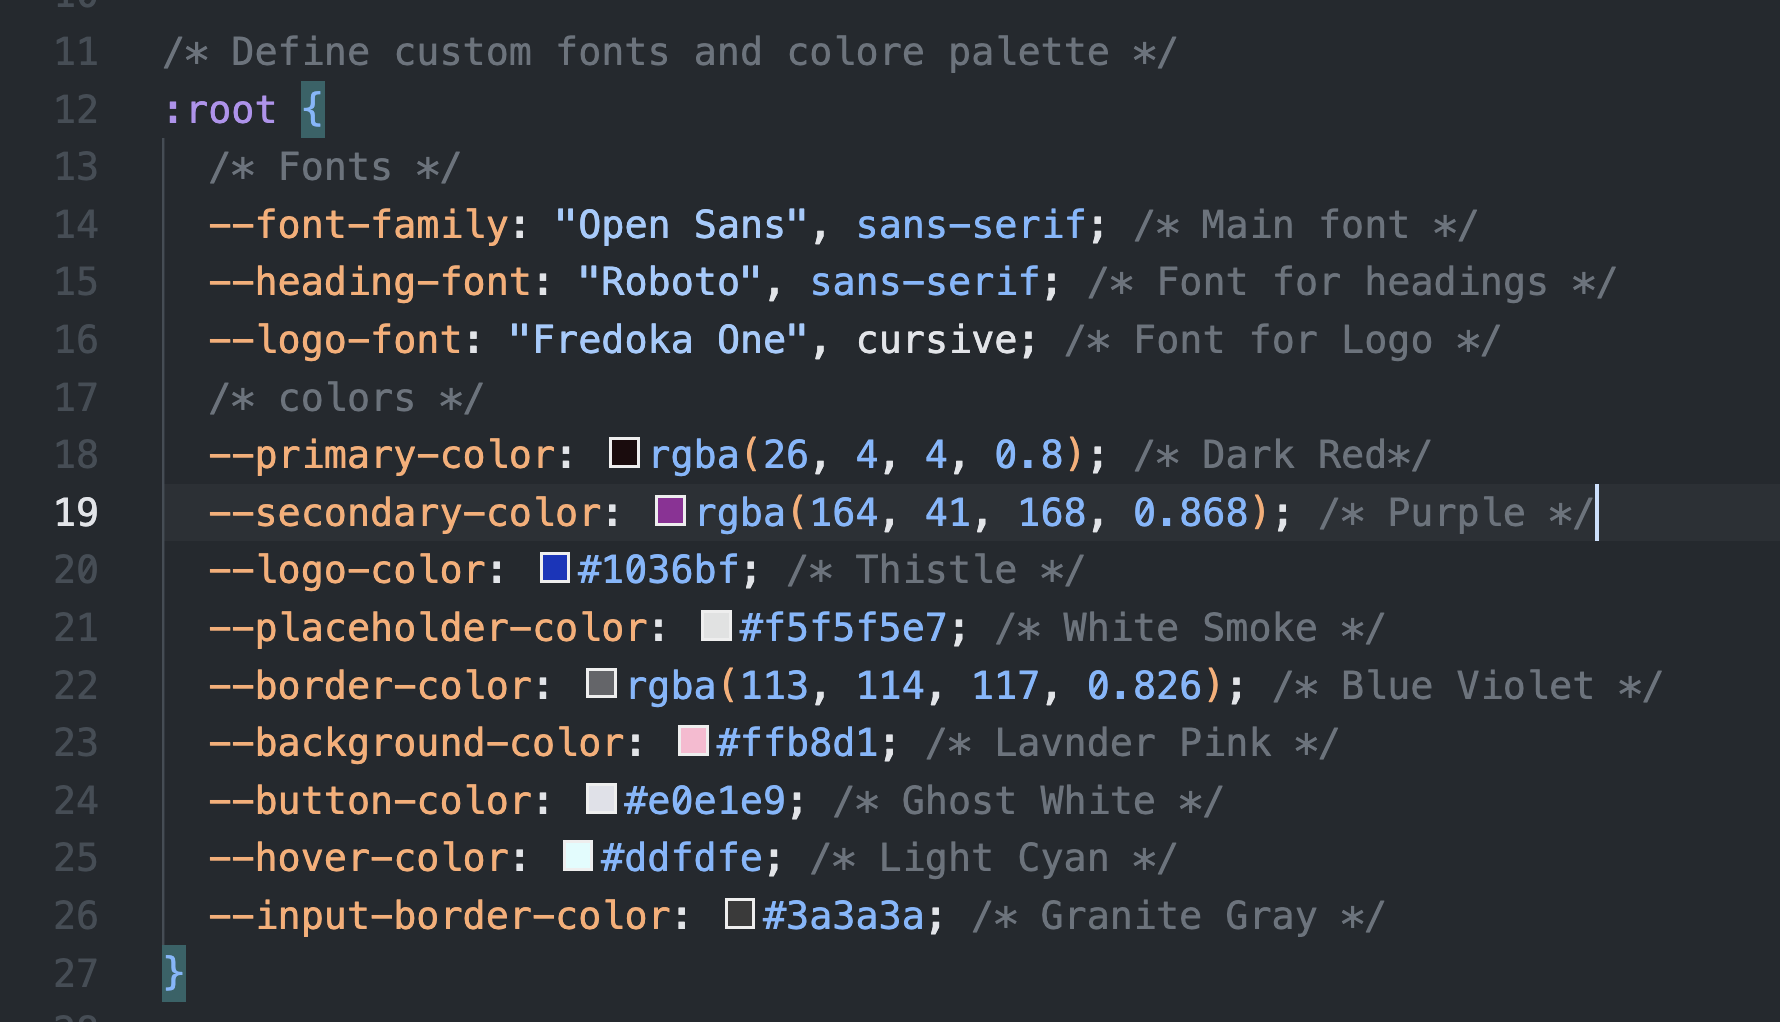 11 /* Define custom fonts and colore palette */
12 :root {
13 /* Fonts */
14 --font-family: "Open Sans", sans-serif; /* Main font */
15 --heading-font: "Roboto", sans-serif; /* Font for headings */
16 --logo-font: "Fredoka One", cursive; /* Font for Logo */
17 /* colors */
18 --primary-color: rgba(26, 4, 4, 0.8); /* Dark Red*/
19 --secondary-color: rgba(164, 41, 168, 0.868); /* Purple */
20 --logo-color: #1036bf; /* Thistle */
21 --placeholder-color: #f5f5f5e7; /* White Smoke */
22 --border-color: rgba(113, 114, 117, 0.826); /* Blue Violet */
23 --background-color: #ffb8d1; /* Lavnder Pink */
24 --button-color: #e0e1e9; /* Ghost White */
25 --hover-color: #ddfdfe; /* Light Cyan */
26 --input-border-color: #3a3a3a; /* Granite Gray */
27 }